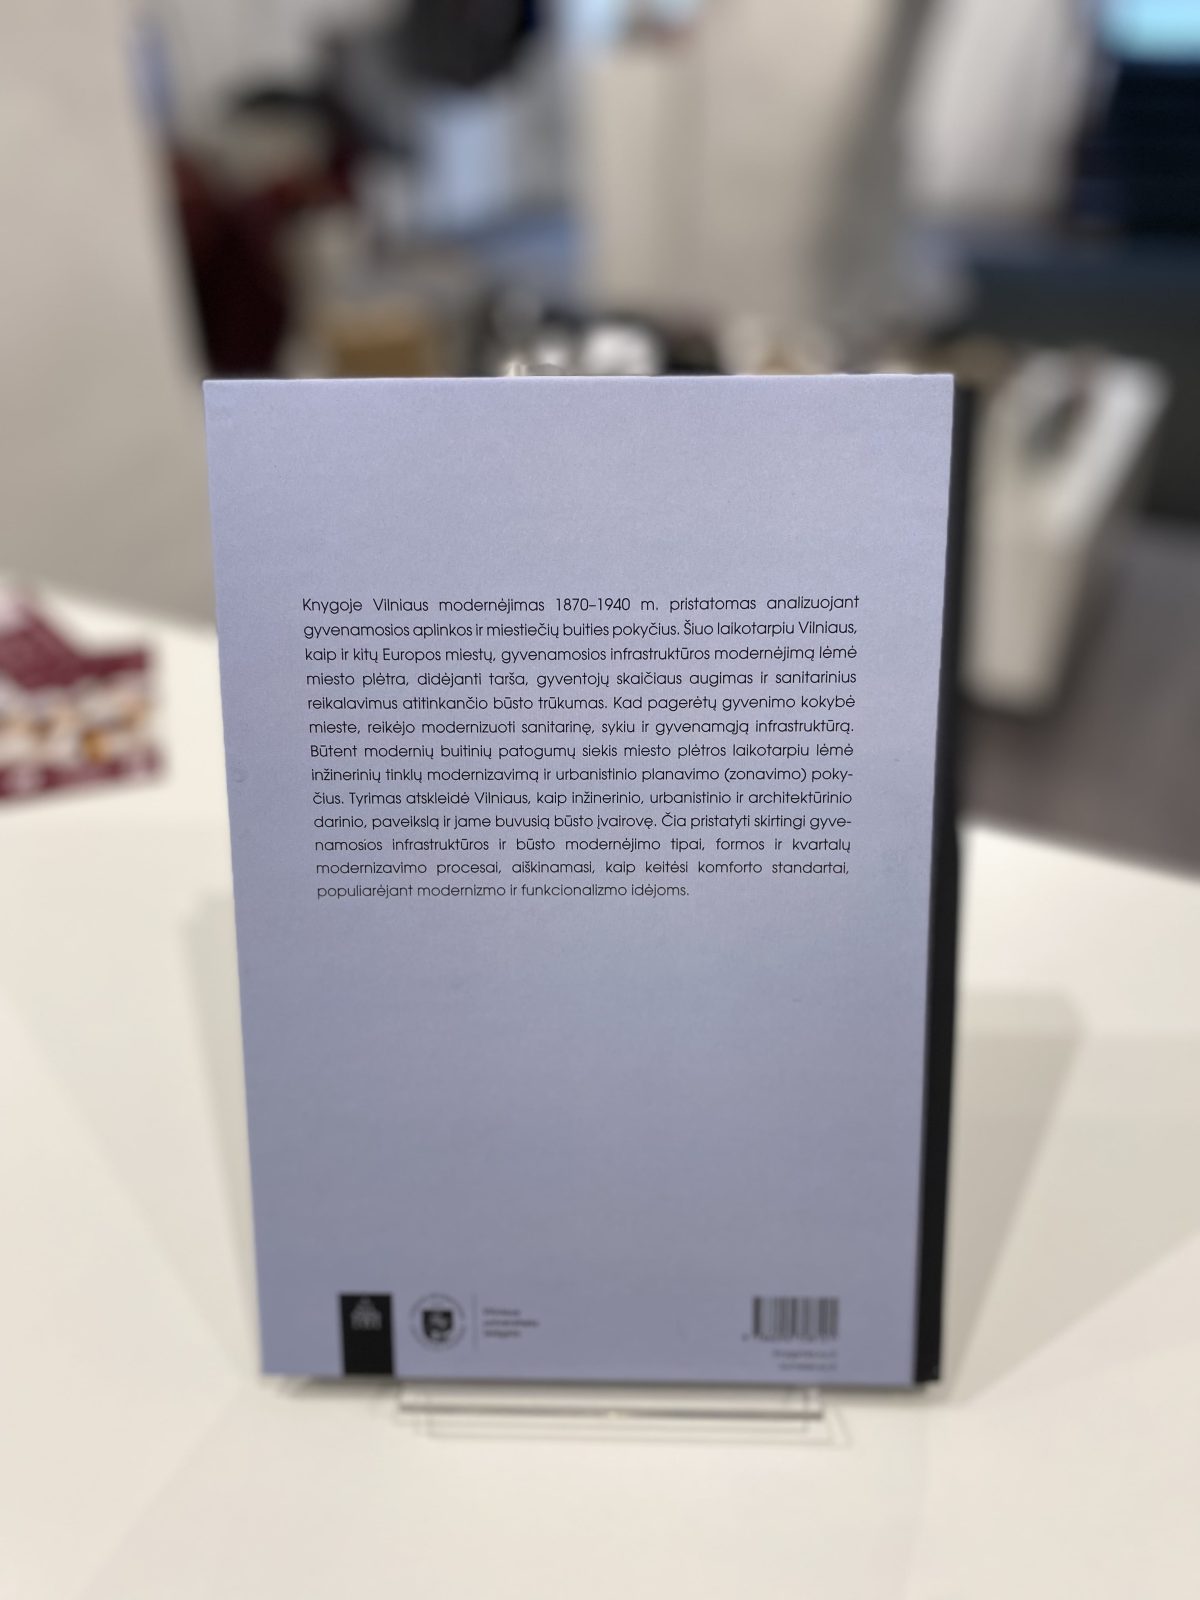 Knygoje Vilniaus modernėjimas 1870–1940 m. pristatomas analizuojant
gyvenamosios aplinkos ir miestiečių buities pokyčius. Šiuo laikotarpiu Vilniaus,
kaip ir kitų Europos miestų, gyvenamosios infrastruktūros modernėjimą lėmė
miesto plėtra, didėjanti tarša, gyventojų skaičiaus augimas ir sanitarinius
reikalavimus atitinkančio būsto trūkumas. Kad pagerėtų gyvenimo kokybė
mieste, reikėjo modernizuoti sanitarinę, sykiu ir gyvenamąją infrastruktūrą.
Būtent modernių buitinių patogumų siekis miesto plėtros laikotarpiu lėmė
inžinerinių tinklų modernizavimą ir urbanistinio planavimo (zonavimo) poky-
čius. Tyrimas atskleidė Vilniaus, kaip inžinerinio, urbanistinio ir architektūrinio
darinio, paveikslą ir jame buvusią būsto įvairovę. Čia pristatyti skirtingi gyve-
namosios infrastruktūros ir būsto modernėjimo tipai, formos ir kvartalų
modernizavimo procesai, aiškinamasi, kaip keitėsi komforto standartai,
populiarėjant modernizmo ir funkcionalizmo idėjoms.